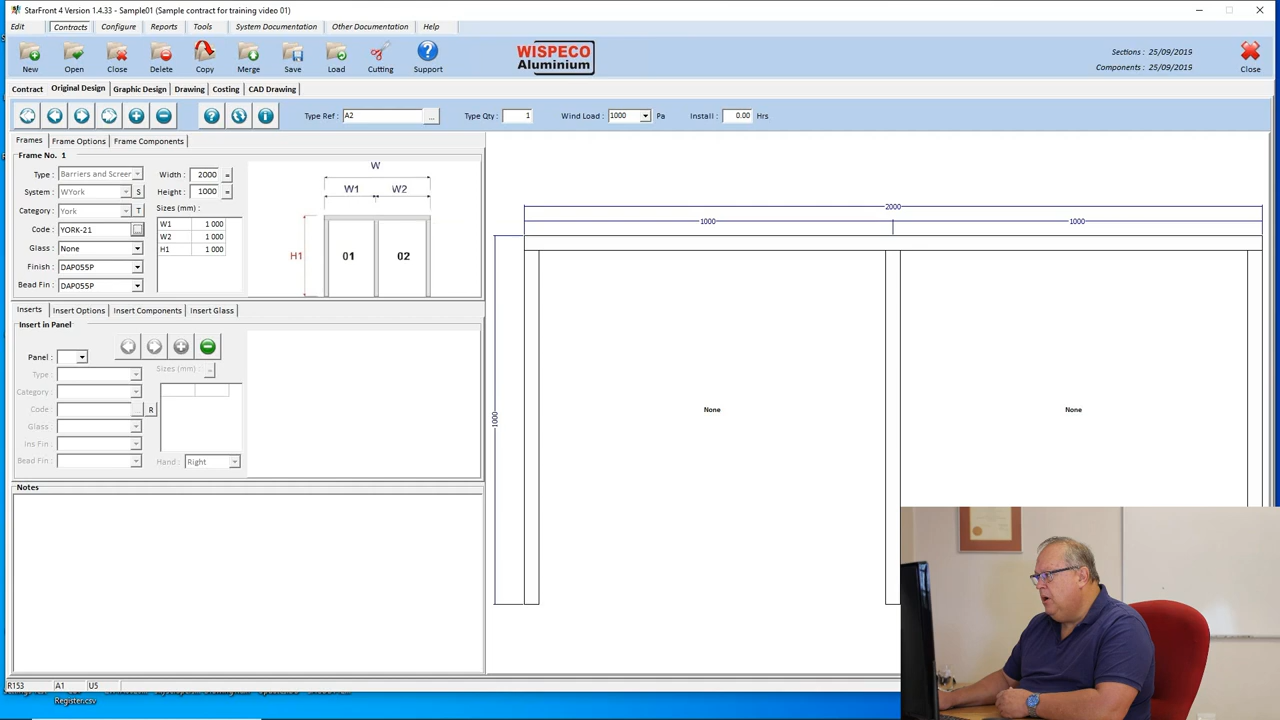 StarFront 4 Version 1.4.33 - Sample01 (Sample contract for training video 01)
Edit Contracts Configure Reports Tools System Documentation Other Documentation Help
New Open Close Delete Copy Merge Save Load Cutting Support
WISPECO
Aluminium
Sections : 25/09/2019
Components : 25/09/2019
Close
Contract Original Design Graphic Design Drawing Costing CAD Drawing
Type Ref : A2 ... Type Qty : 1 Wind Load : 1000 Pa Install : 0.00 Hrs
Frames Frame Options Frame Components
Frame No. 1
Type : Barriers and Screer Width : 2000 =
System : WYork S Height : 1000 =
Category : York T Sizes (mm) :
Code : YORK-21
Glass : None
Finish : DAP055P
Bead Fin : DAP055P
W1 1 000
W2 1 000
H1 1 000
W
W1 W2
H1 01 02
Inserts Insert Options Insert Components Insert Glass
Insert in Panel
Panel :
Type : Sizes (mm) :
Category :
Code : R
Glass :
Ins Fin :
Bead Fin : Hand : Right
Notes
2000
1000 1000
1000
None None
R153 A1 U5
Register.csv